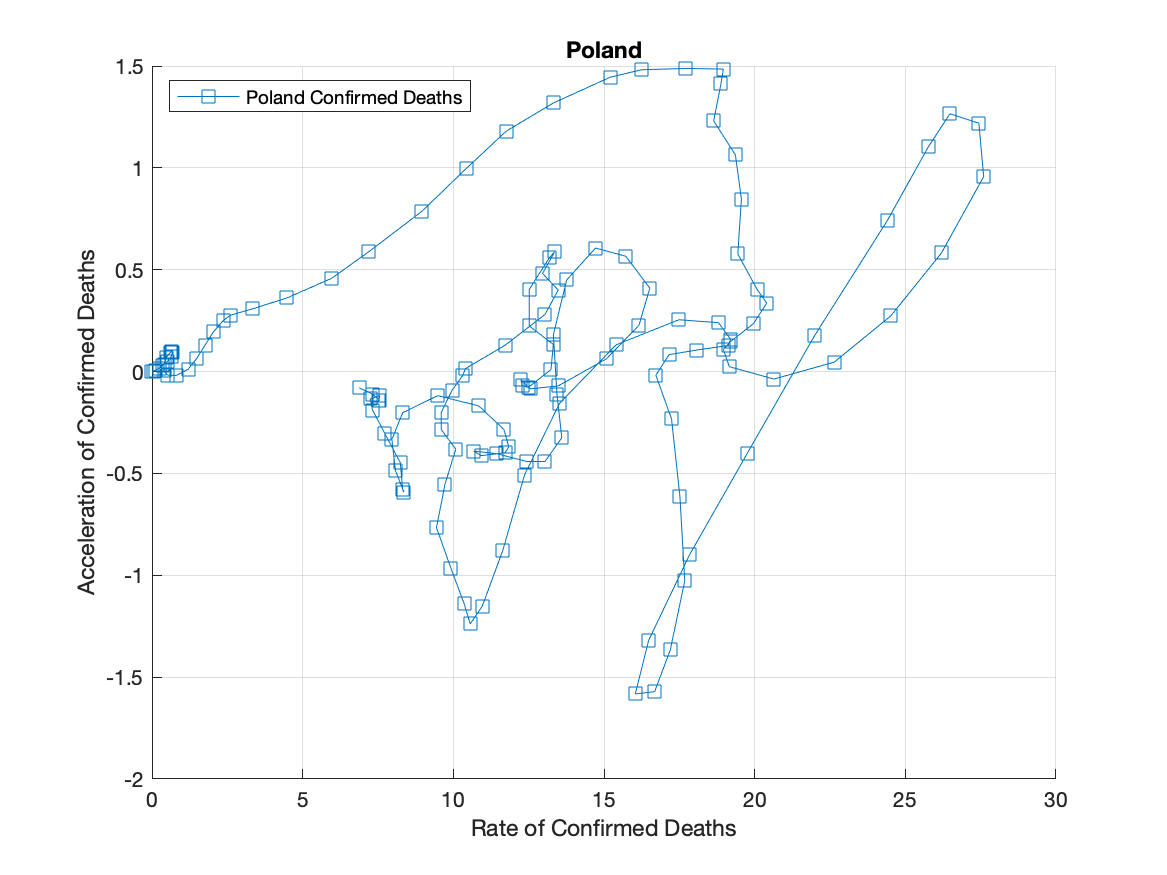 Poland
Poland Confirmed Deaths
1.5
1
0.5
0
-0.5
-1
-1.5
-2
Acceleration of Confirmed Deaths
0 5 10 15 20 25 30
Rate of Confirmed Deaths